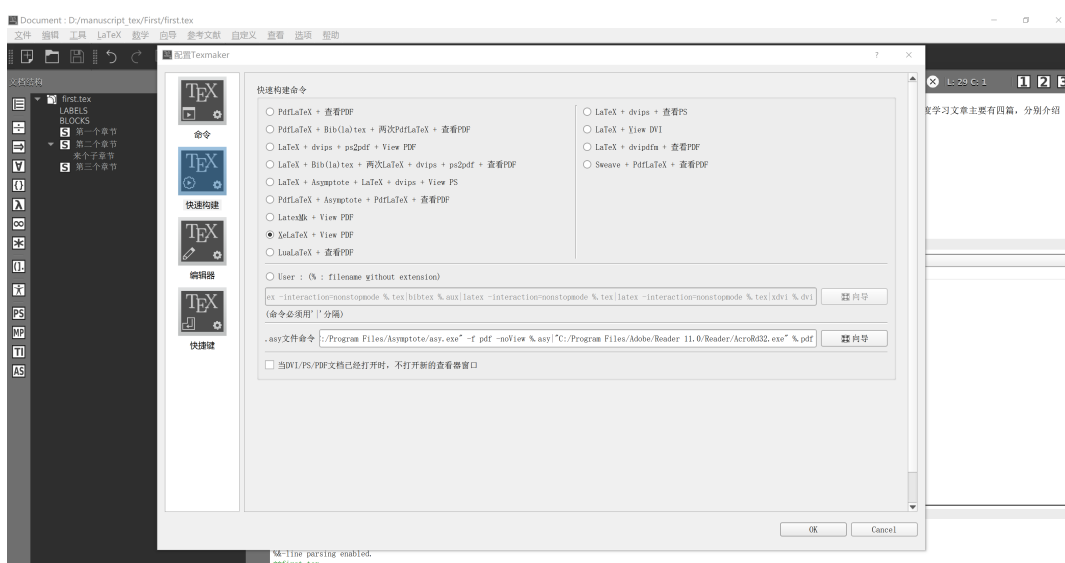 Document : D:/manuscript_tex/First/first.tex
文件 编辑 工具 LaTeX 数学 向导 参考文献 自定义 查看 选项 帮助
配置Texmaker
文档结构
L: 29 C: 1
1 2
first.tex
LABELS
BLOCKS
S 第一个章节
S 第二个章节
来个子章节
S 第三个章节
度学习文章主要有四篇，分别介绍
TEX
命令
TEX
快速构建
TEX
编辑器
TEX
快捷键
快速构建命令
PdfLaTeX + 查看PDF
PdfLaTeX + Bib(la)tex + 两次PdfLaTeX + 查看PDF
LaTeX + dvips + ps2pdf + View PDF
LaTeX + Bib(la)tex + 两次LaTeX + dvips + ps2pdf + 查看PDF
LaTeX + Asymptote + LaTeX + dvips + View PS
PdfLaTeX + Asymptote + PdfLaTeX + 查看PDF
LatexMk + View PDF
XeLaTeX + View PDF
LuaLaTeX + 查看PDF
LaTeX + dvips + 查看PS
LaTeX + View DVI
LaTeX + dvipdfm + 查看PDF
Sweave + PdfLaTeX + 查看PDF
User : (% : filename without extension)
ex -interaction=nonstopmode %.tex|bibtex %.aux|latex -interaction=nonstopmode %.tex|latex -interaction=nonstopmode %.tex|xdvi %.dvi
向导
(命令必须用'|'分隔)
.asy文件命令
:/Program Files/Asymptote/asy.exe" -f pdf -noView %.asy|"C:/Program Files/Adobe/Reader 11.0/Reader/AcroRd32.exe" %.pdf
向导
当DVI/PS/PDF文档已经打开时，不打开新的查看器窗口
OK
Cancel
PS
MP
TI
AS
%&-line parsing enabled.